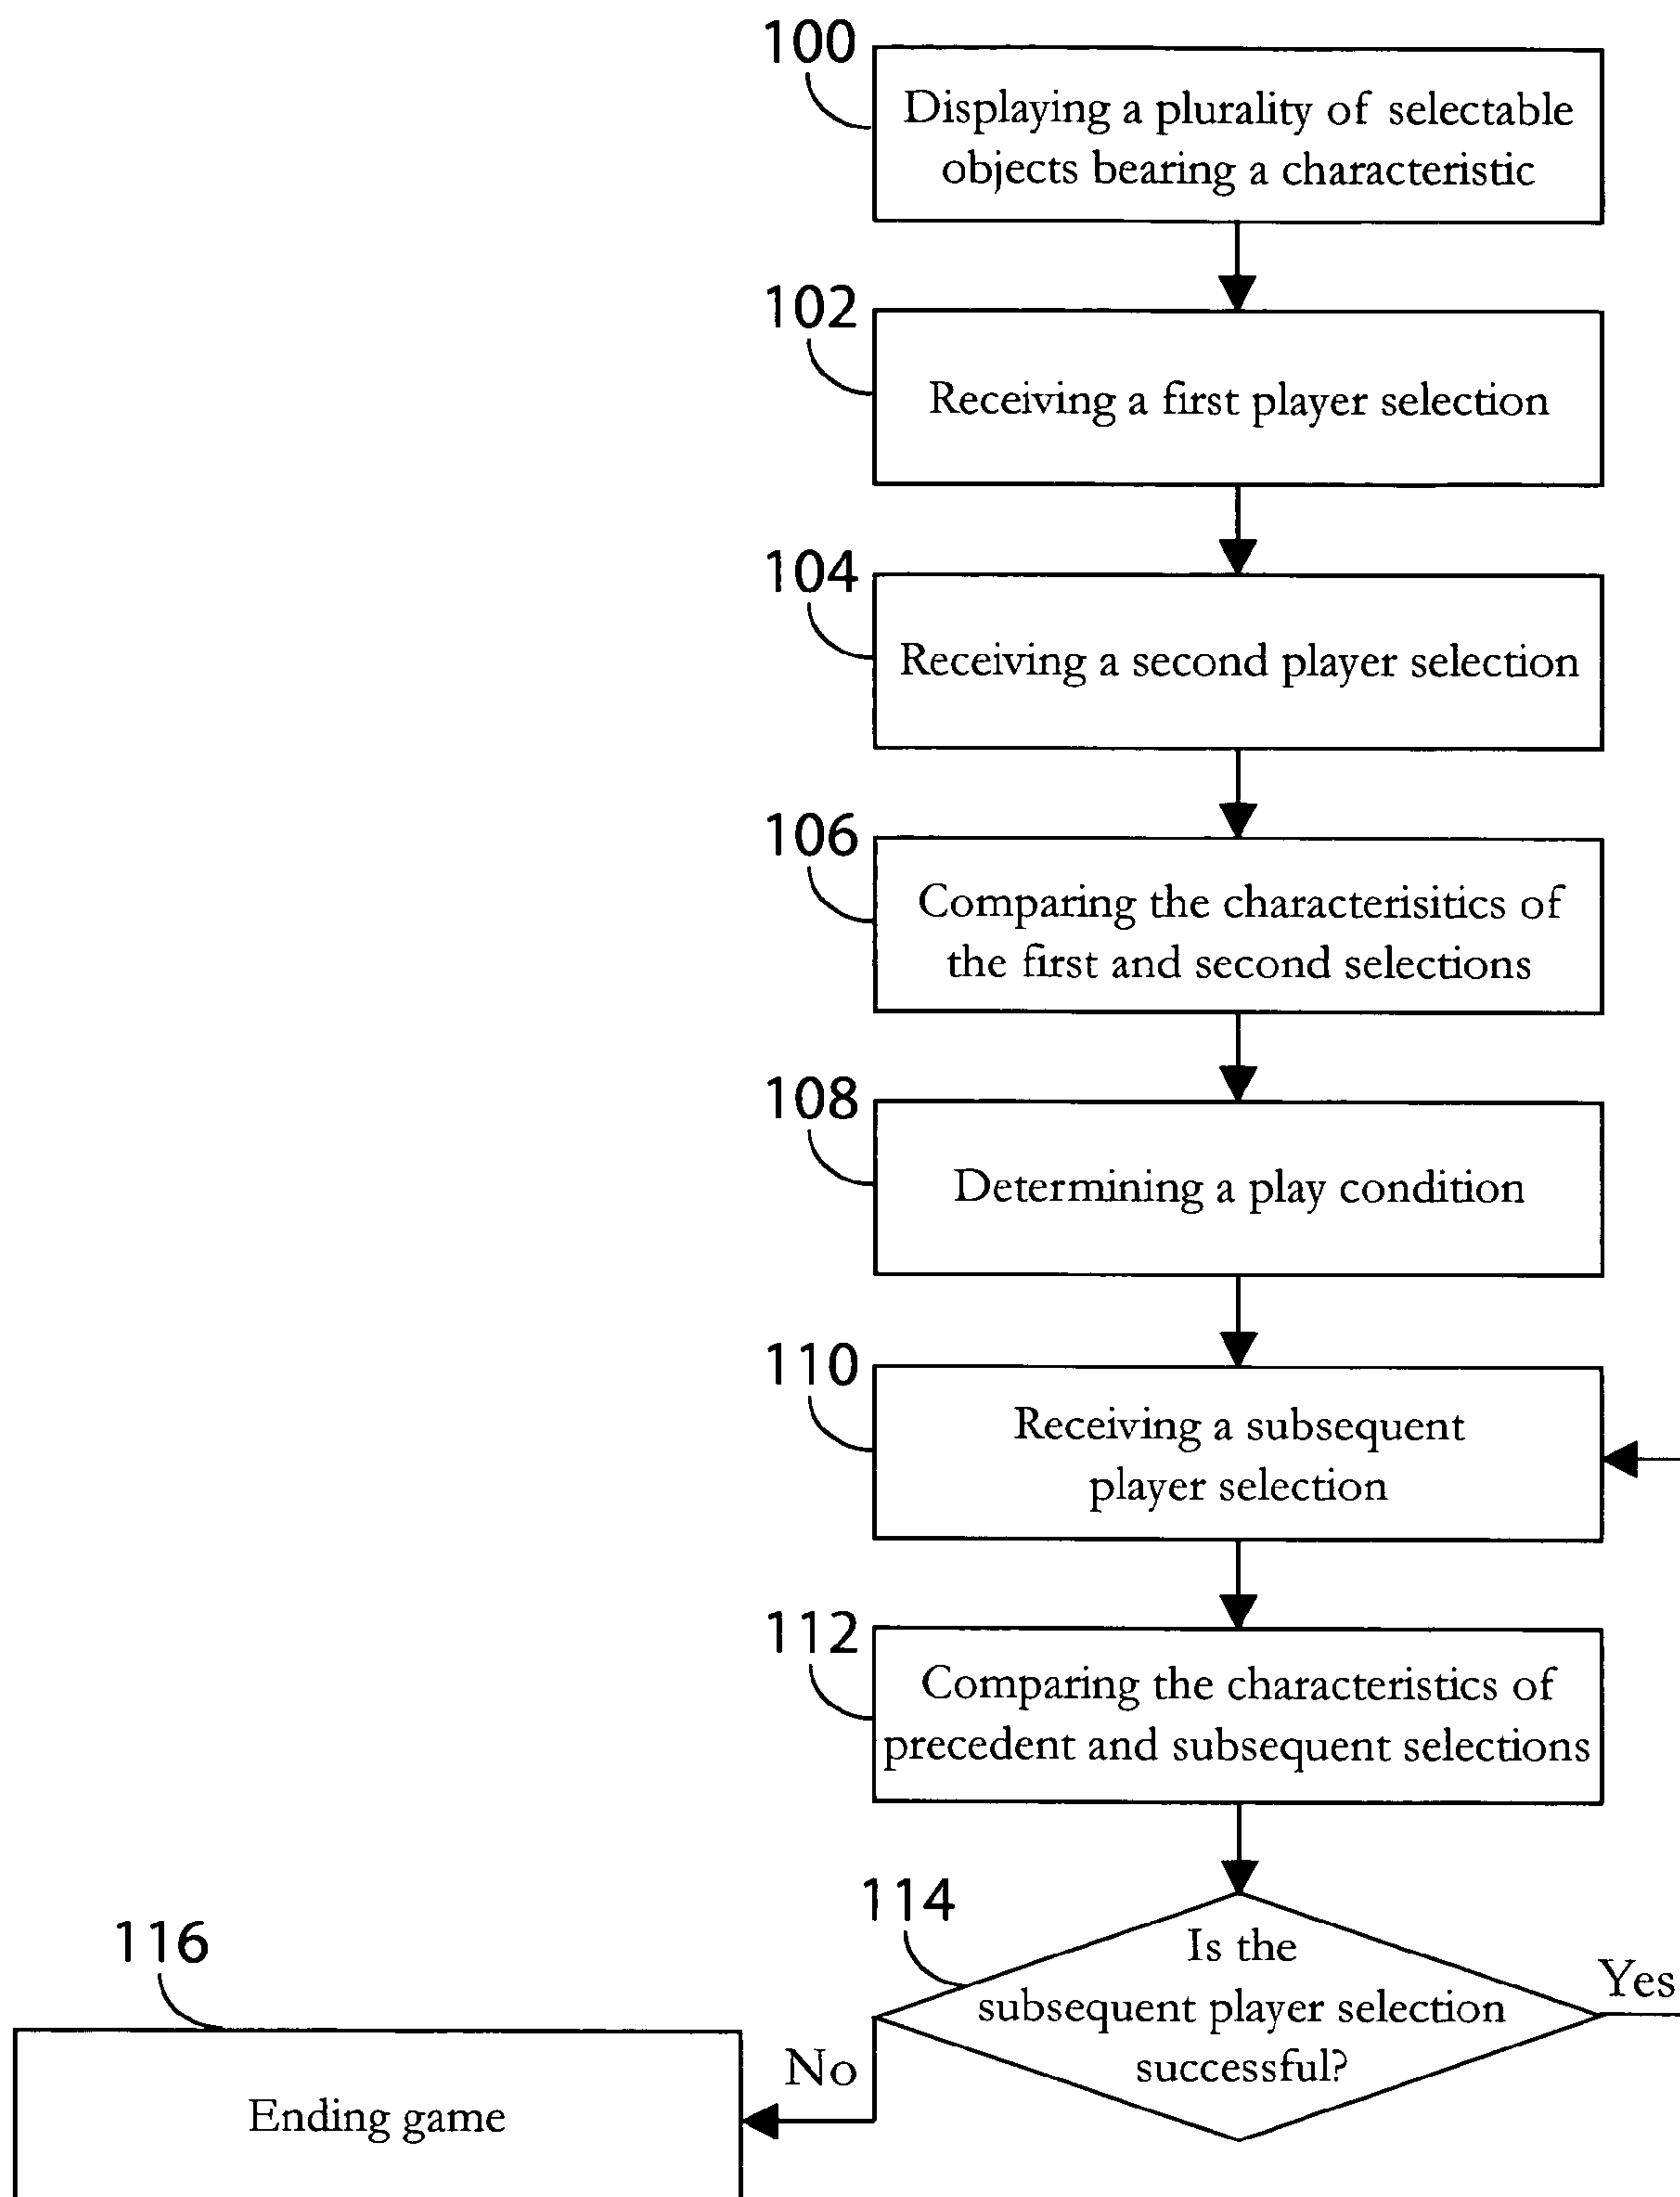 100
Displaying a plurality of selectable
objects bearing a characteristic
102
Receiving a first player selection
104
Receiving a second player selection
106
Comparing the characterisitics of
the first and second selections
108
Determining a play condition
110
Receiving a subsequent
player selection
112
Comparing the characteristics of
precedent and subsequent selections
114
Is the
subsequent player selection
successful?
Yes
No
116
Ending game